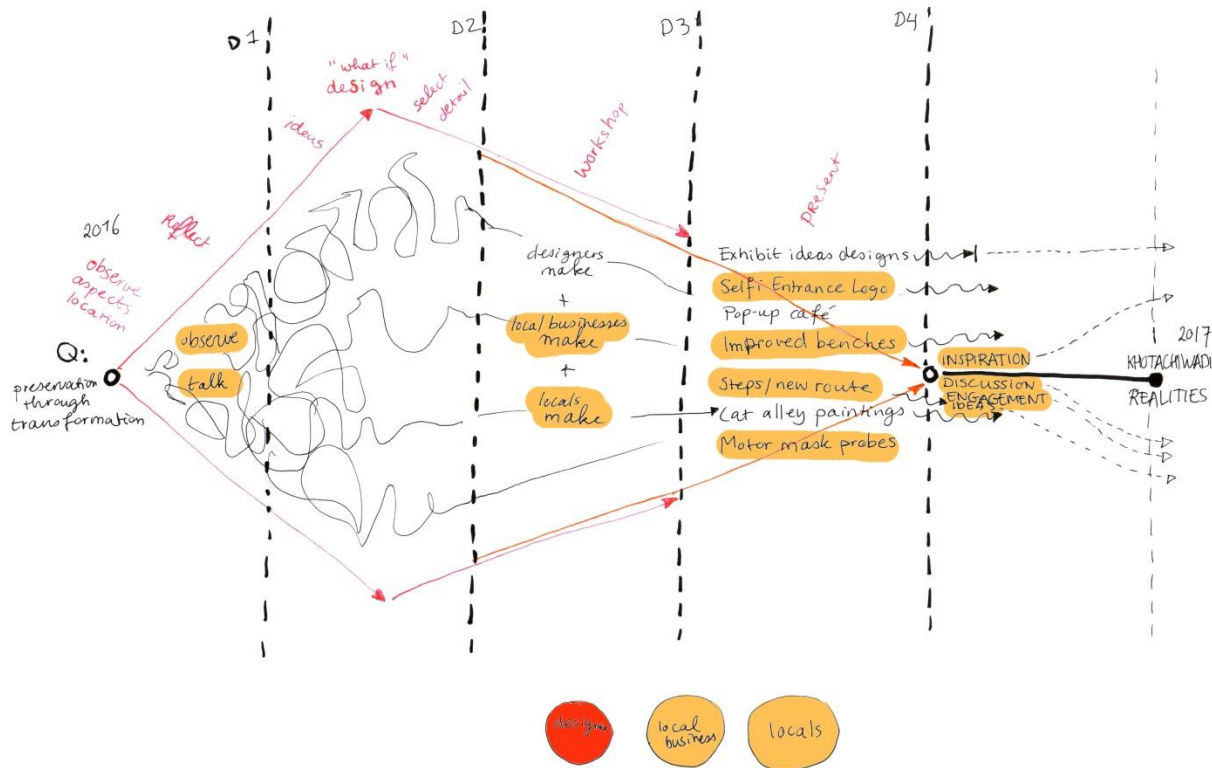 D1
D2
D3
D4
"what if"
design
select
detail
ideas
Workshop
Present
2016
Reflect
observe
aspects
location
Q:
preservation
through
transformation
observe
talk
designers
make
+
local businesses
make
+
locals
make
Exhibit ideas designs
Selfi Entrance Logo
Pop-up café
Improved benches
Steps/new route
Cat alley paintings
Motor mask probes
INSPIRATION
DISCUSSION
ENGAGEMENT
IDEAS
2017
KHOTACHIWADI
REALITIES
local
business
locals